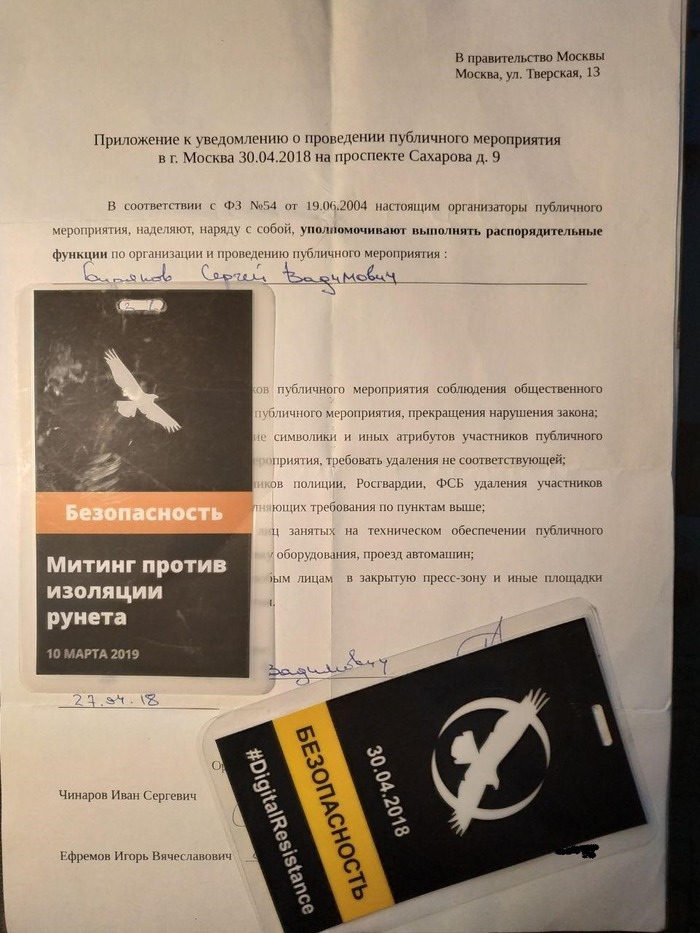 В правительство Москвы
Москва, ул. Тверская, 13
Приложение к уведомлению о проведении публичного мероприятия
в г. Москва 30.04.2018 на проспекте Сахарова д. 9
В соответствии с ФЗ №54 от 19.06.2004 настоящим организаторы публичного
мероприятия, наделяют, наряду с собой, уполномочивают выполнять распорядительные
функции по организации и проведению публичного мероприятия :
Сергей Вадимович
публичного мероприятия соблюдения общественного
публичного мероприятия, прекращения нарушения закона;
символики и иных атрибутов участников публичного
требовать удаления не соответствующей;
полиции, Росгвардии, ФСБ удаления участников
требования по пунктам выше;
занятых на техническом обеспечении публичного
оборудования, проезд автомашин;
лицам в закрытую пресс-зону и иные площадки
Безопасность
Митинг против
изоляции
рунета
10 МАРТА 2019
Вадимович
27.04.18
Чинаров Иван Сергевич
Ефремов Игорь Вячеславович
30.04.2018
БЕЗОПАСНОСТЬ
#DigitalResistance